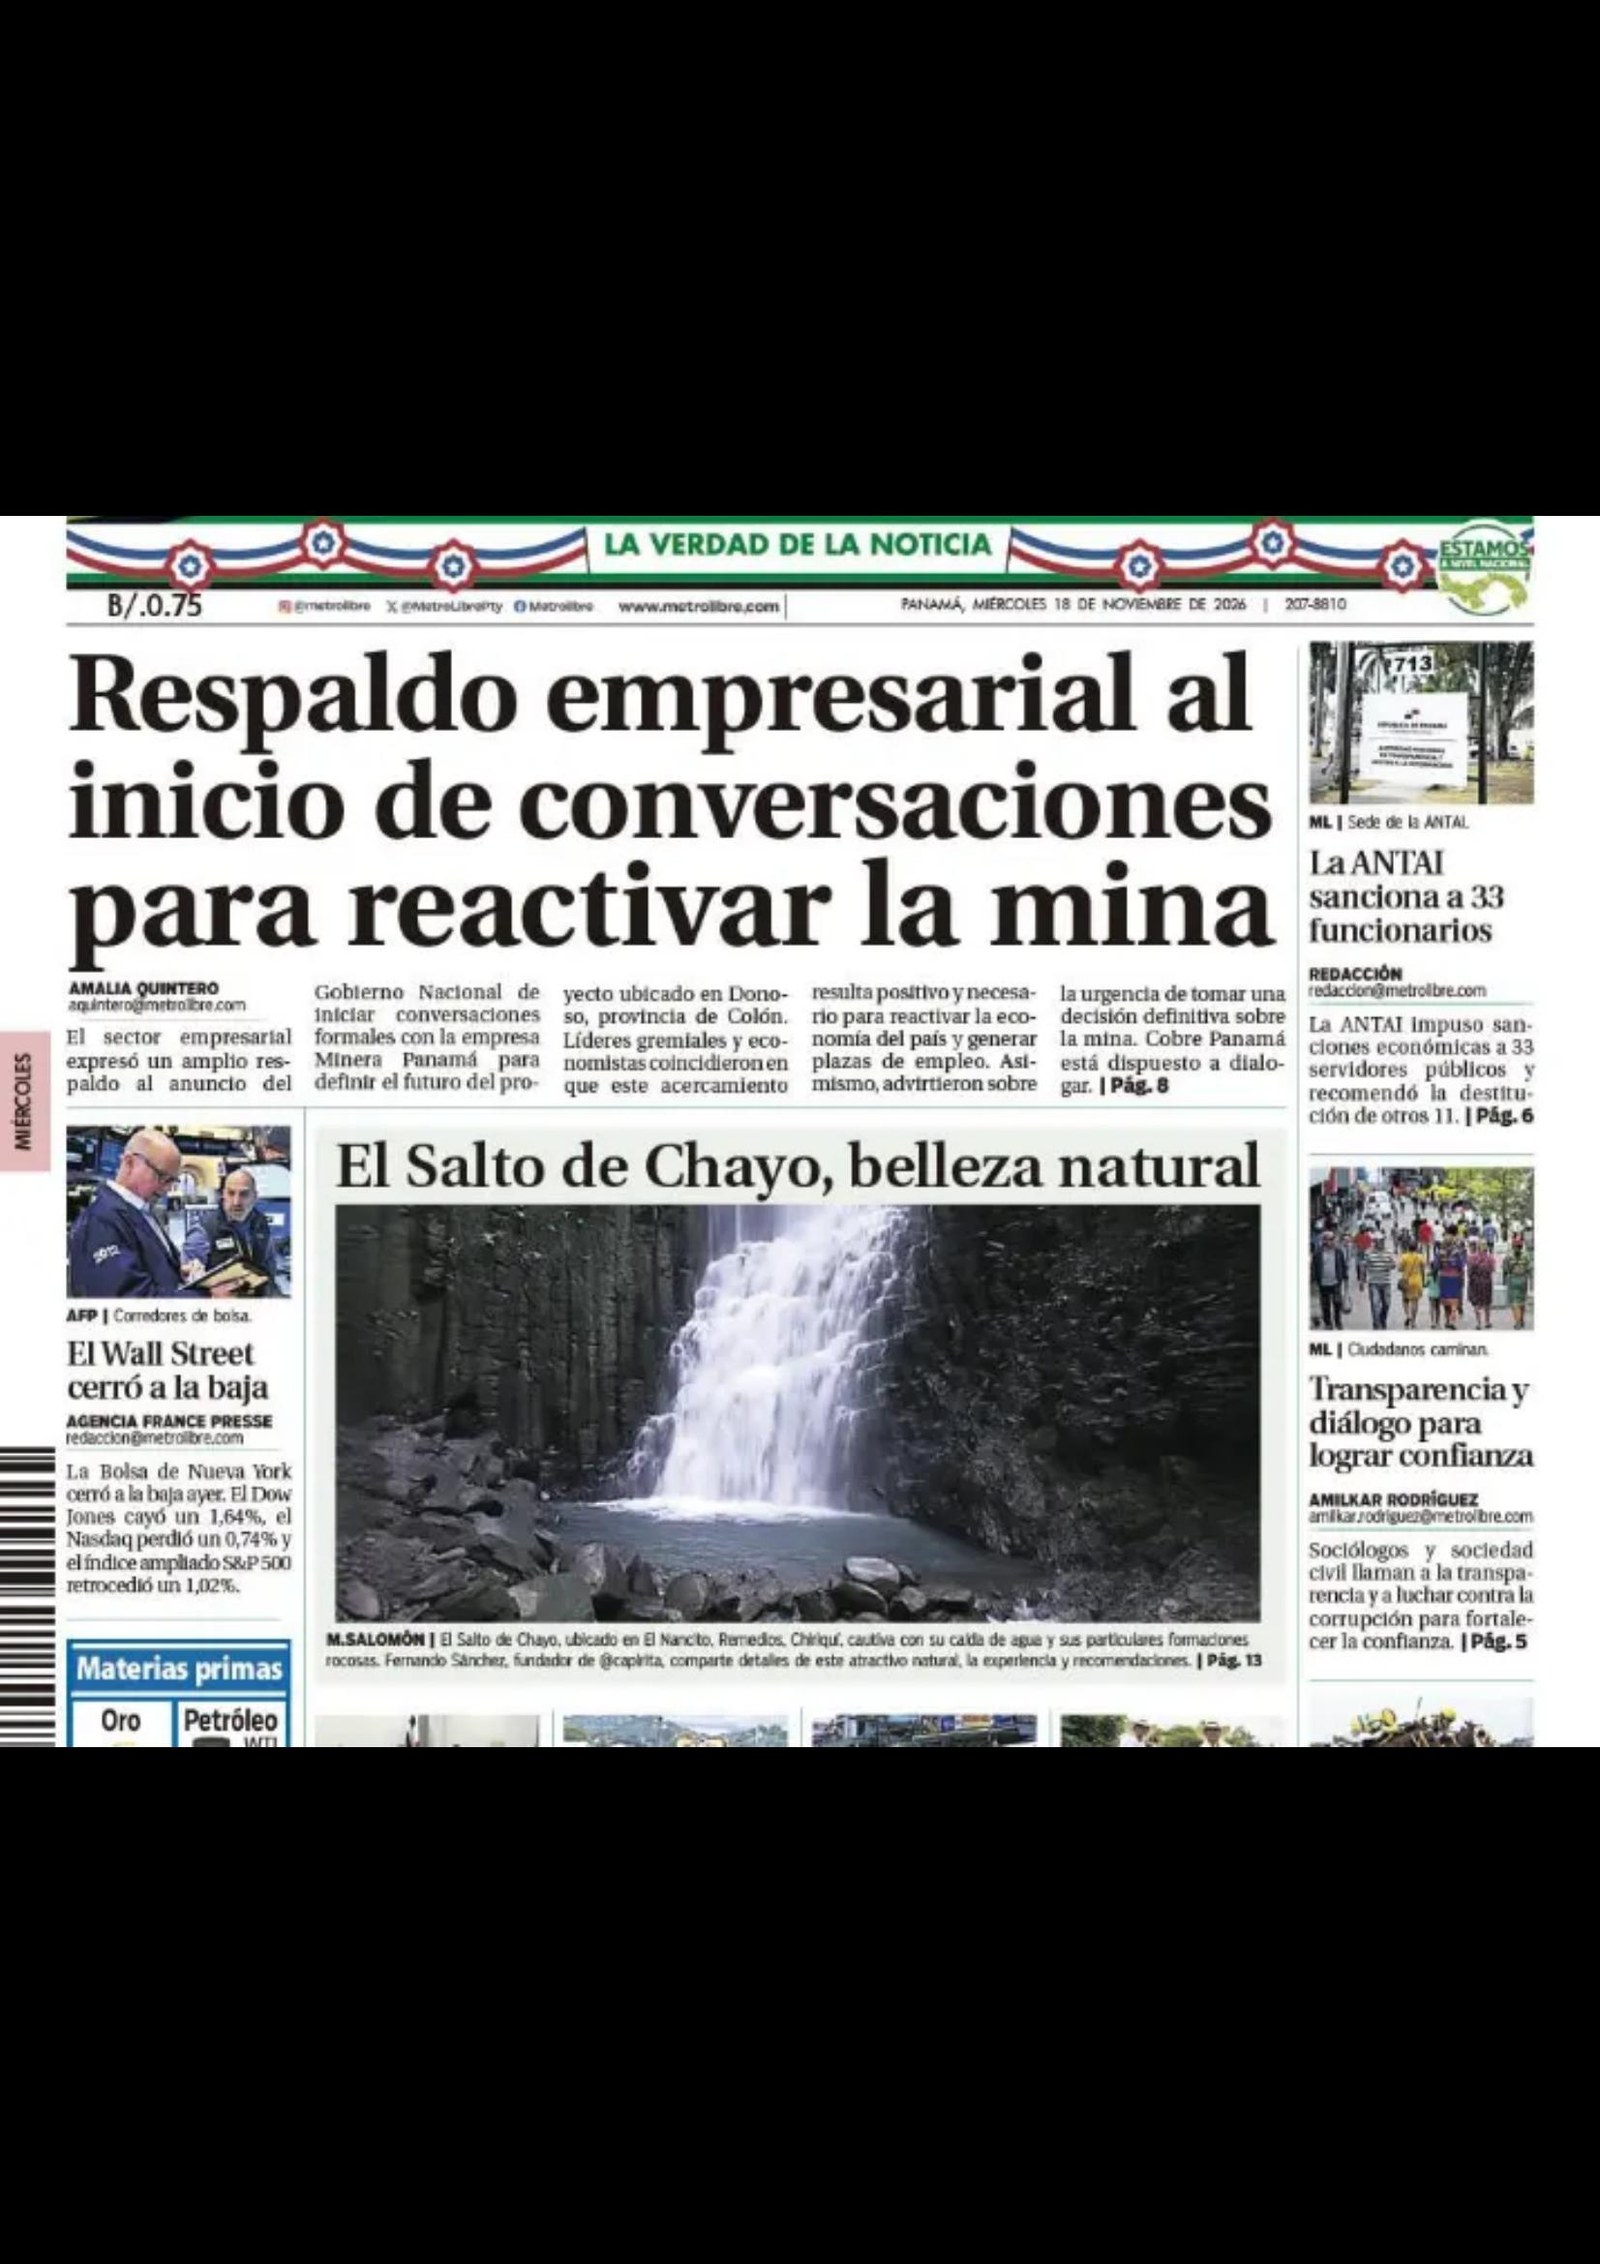 LA VERDAD DE LA NOTICIA
ESTAMOS
A NIVEL NACIONAL
B/.0.75
@metrolibre @MetroLibrePty Metrolibre www.metrolibre.com
PANAMÁ, MIÉRCOLES 18 DE NOVIEMBRE DE 2026 | 207-8810
Respaldo empresarial al
inicio de conversaciones
para reactivar la mina
AMALIA QUINTERO
aquintero@metrolibre.com
El sector empresarial
expresó un amplio res-
paldo al anuncio del
Gobierno Nacional de
iniciar conversaciones
formales con la empresa
Minera Panamá para
definir el futuro del pro-
yecto ubicado en Dono-
so, provincia de Colón.
Líderes gremiales y eco-
nomistas coincidieron en
que este acercamiento
resulta positivo y necesa-
rio para reactivar la eco-
nomía del país y generar
plazas de empleo. Asi-
mismo, advirtieron sobre
la urgencia de tomar una
decisión definitiva sobre
la mina. Cobre Panamá
está dispuesto a dialo-
gar. | Pág. 8
713
ML | Sede de la ANTAI.
La ANTAI
sanciona a 33
funcionarios
REDACCIÓN
redaccion@metrolibre.com
La ANTAI impuso san-
ciones económicas a 33
servidores públicos y
recomendó la destitu-
ción de otros 11. | Pág. 6
MIÉRCOLES
AFP | Corredores de bolsa.
El Wall Street
cerró a la baja
AGENCIA FRANCE PRESSE
redaccion@metrolibre.com
La Bolsa de Nueva York
cerró a la baja ayer. El Dow
Jones cayó un 1,64%, el
Nasdaq perdió un 0,74% y
el índice ampliado S&P 500
retrocedió un 1,02%.
Materias primas
Oro
Petróleo
WTI
El Salto de Chayo, belleza natural
M.SALOMÓN | El Salto de Chayo, ubicado en El Nancito, Remedios, Chiriquí, cautiva con su caída de agua y sus particulares formaciones
rocosas. Fernando Sánchez, fundador de @capirita, comparte detalles de este atractivo natural, la experiencia y recomendaciones. | Pág. 13
ML | Ciudadanos caminan.
Transparencia y
diálogo para
lograr confianza
AMILKAR RODRÍGUEZ
amilkar.rodriguez@metrolibre.com
Sociólogos y sociedad
civil llaman a la transpa-
rencia y a luchar contra la
corrupción para fortale-
cer la confianza. | Pág. 5